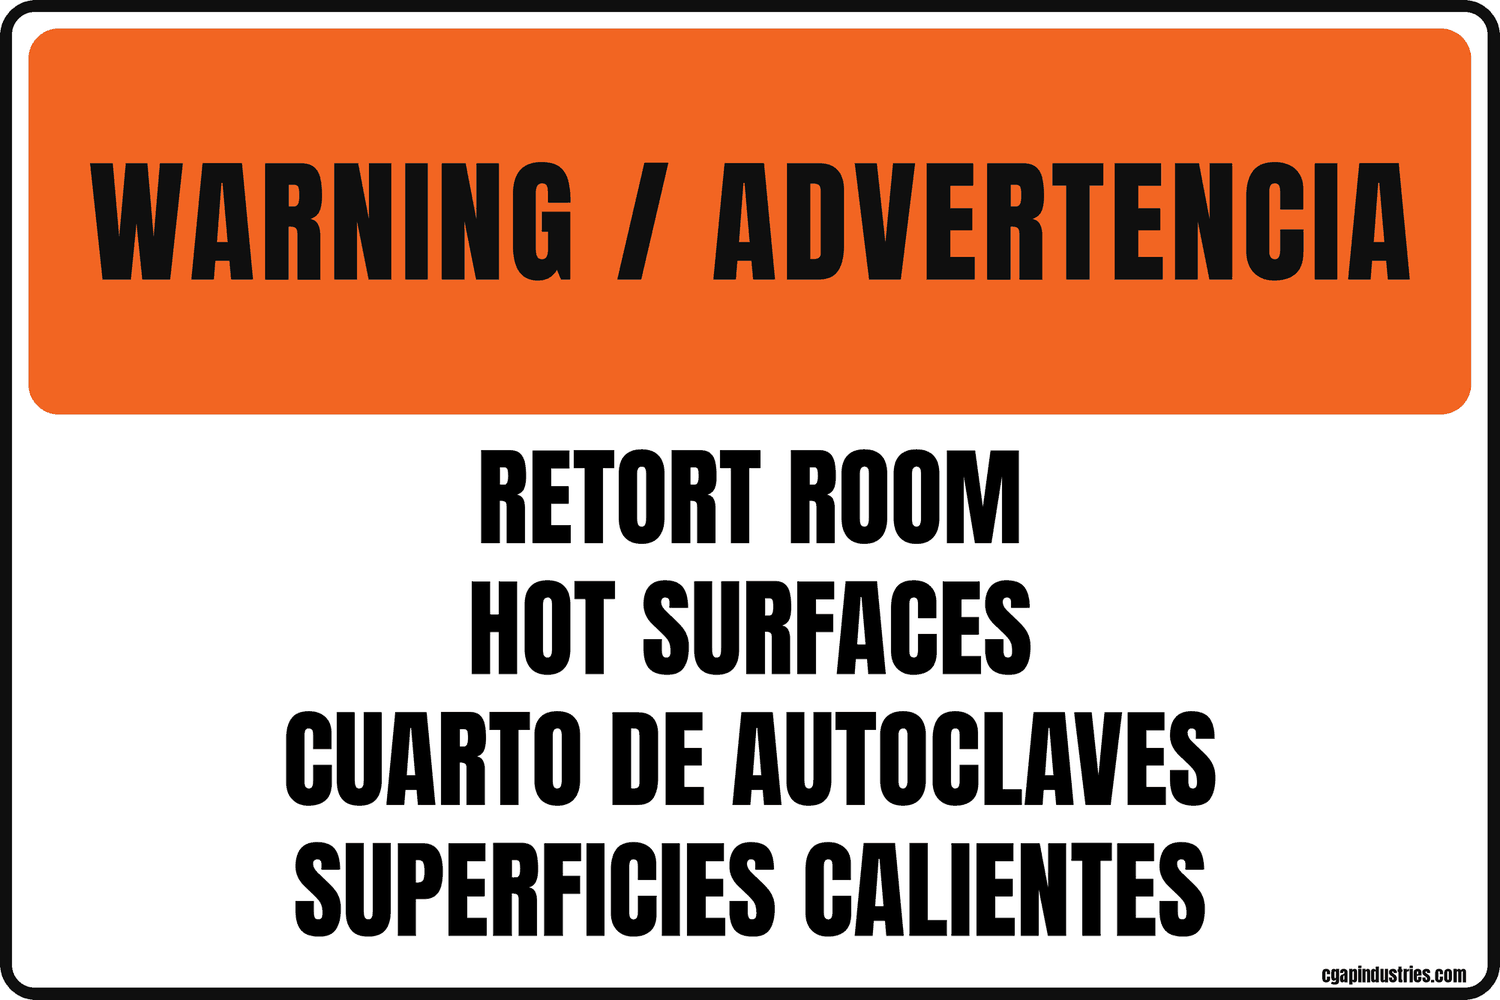 WARNING / ADVERTENCIA
RETORT ROOM
HOT SURFACES
CUARTO DE AUTOCLAVES
SUPERFICIES CALIENTES
cgapindustries.com